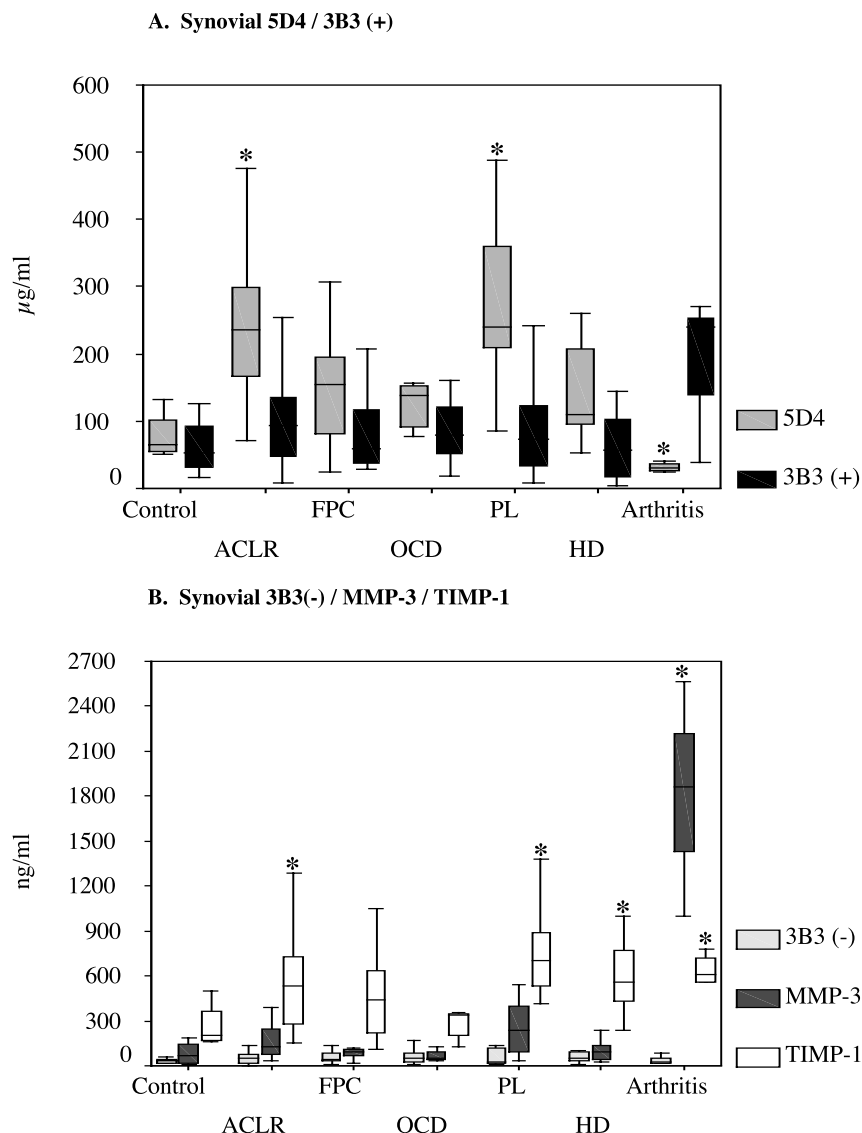 A. Synovial 5D4 / 3B3 (+)
600
500
*
*
400
µg/ml
300
200
100
5D4
*
0
3B3 (+)
Control FPC PL Arthritis
ACLR OCD HD
B. Synovial 3B3(-) / MMP-3 / TIMP-1
2700
*
2400
2100
1800
ng/ml
1500
*
*
1200
*
900
3B3 (-)
*
600
MMP-3
300
TIMP-1
0
Control FPC PL Arthritis
ACLR OCD HD